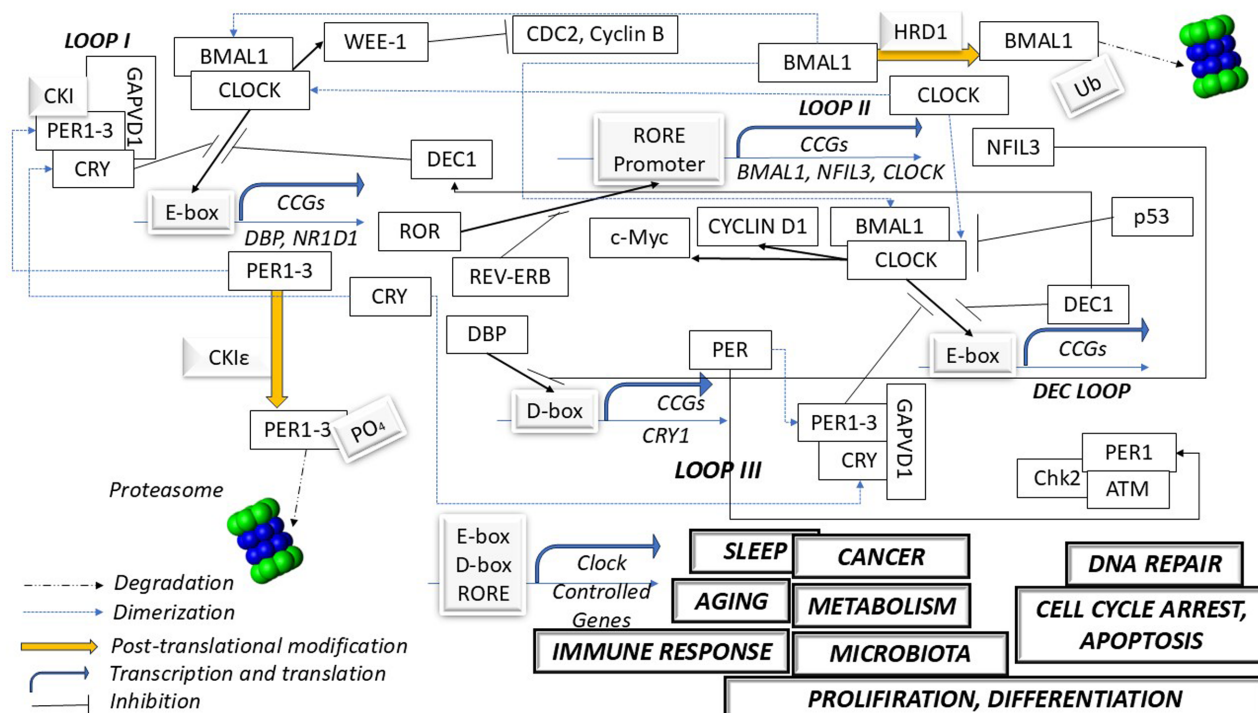 LOOP I
BMAL1
CLOCK
WEE-1
CDC2, Cyclin B
BMAL1
HRD1
BMAL1
Ub
CKI
GAPVD1
PER1-3
CRY
DEC1
RORE
Promoter
LOOP II
CCGs
BMAL1, NFIL3, CLOCK
CLOCK
NFIL3
E-box
CCGs
DBP, NR1D1
ROR
REV-ERB
c-Myc
CYCLIN D1
BMAL1
CLOCK
p53
PER1-3
CRY
DEC1
DBP
PER
E-box
CCGs
DEC LOOP
CKIε
D-box
CCGs
CRY1
LOOP III
PER1-3
CRY
GAPVD1
PER1-3
PO₄
PER1
Chk2
ATM
Proteasome
E-box
D-box
RORE
Clock
Controlled
Genes
SLEEP
CANCER
AGING
METABOLISM
IMMUNE RESPONSE
MICROBIOTA
DNA REPAIR
CELL CYCLE ARREST,
APOPTOSIS
PROLIFIRATION, DIFFERENTIATION
Degradation
Dimerization
Post-translational modification
Transcription and translation
Inhibition